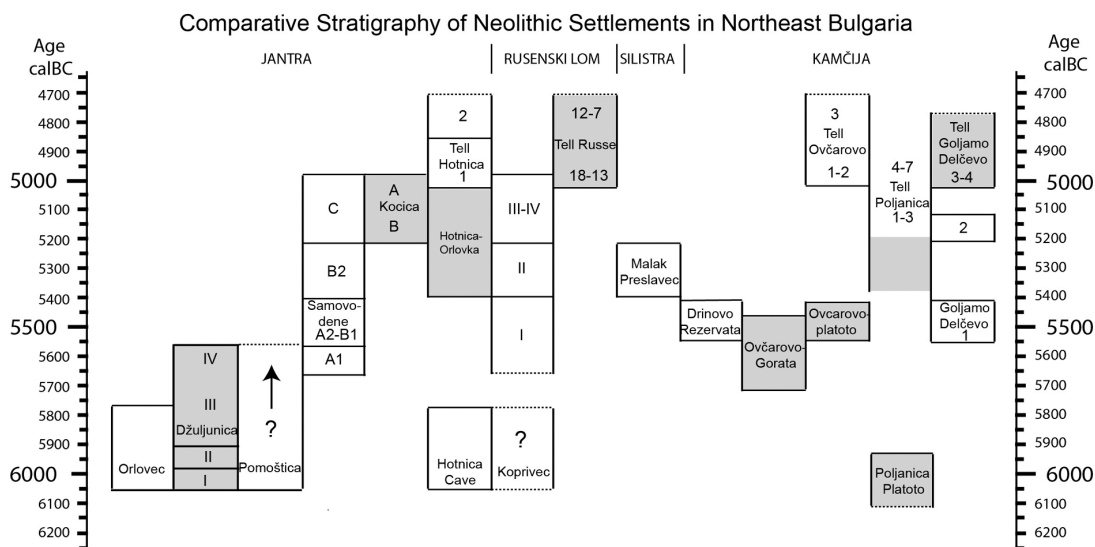 Comparative Stratigraphy of Neolithic Settlements in Northeast Bulgaria
Age
calBC
JANTRA
RUSENSKI LOM
SILISTRA
KAMČIJA
Age
calBC
4700
4800
4900
5000
5100
5200
5300
5400
5500
5600
5700
5800
5900
6000
6100
6200
Orlovec
IV
III
Džuljunica
II
I
?
Pomoštica
C
B2
Samovo-
dene
A2-B1
A1
A
Kocica
B
2
Tell
Hotnica
1
Hotnica-
Orlovka
Hotnica
Cave
III-IV
II
I
?
Koprivec
12-7
Tell Russe
18-13
Malak
Preslavec
Drinovo
Rezervata
Ovčarovo-
Gorata
3
Tell
Ovčarovo
1-2
Ovcarovo-
platoto
4-7
Tell
Poljanica
1-3
Poljanica
Platoto
Tell
Goljamo
Delčevo
3-4
2
Goljamo
Delčevo
1
4700
4800
4900
5000
5100
5200
5300
5400
5500
5600
5700
5800
5900
6000
6100
6200